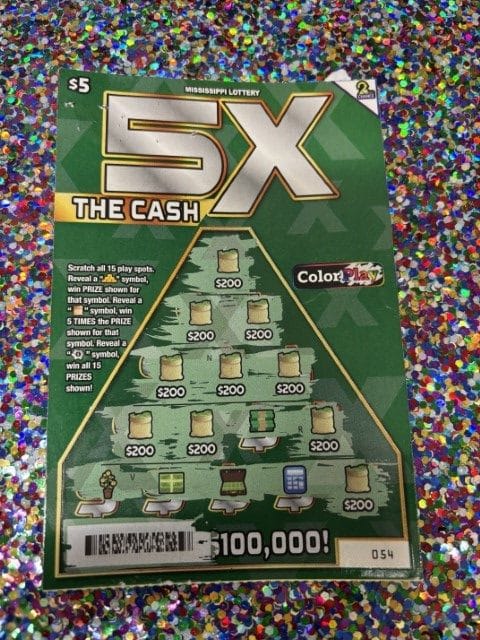 $5
MISSISSIPPI LOTTERY
2
5X
THE CASH
Scratch all 15 play spots.
Reveal a " " symbol,
win PRIZE shown for
that symbol. Reveal a
" " symbol, win
5 TIMES the PRIZE
shown for that
symbol. Reveal
a " " symbol,
win all 15
PRIZES
shown!
ColorPlay
$200
$200 $200
N
$200 $200 $200
R
$200 $200 $200
V
$200
$100,000!
054